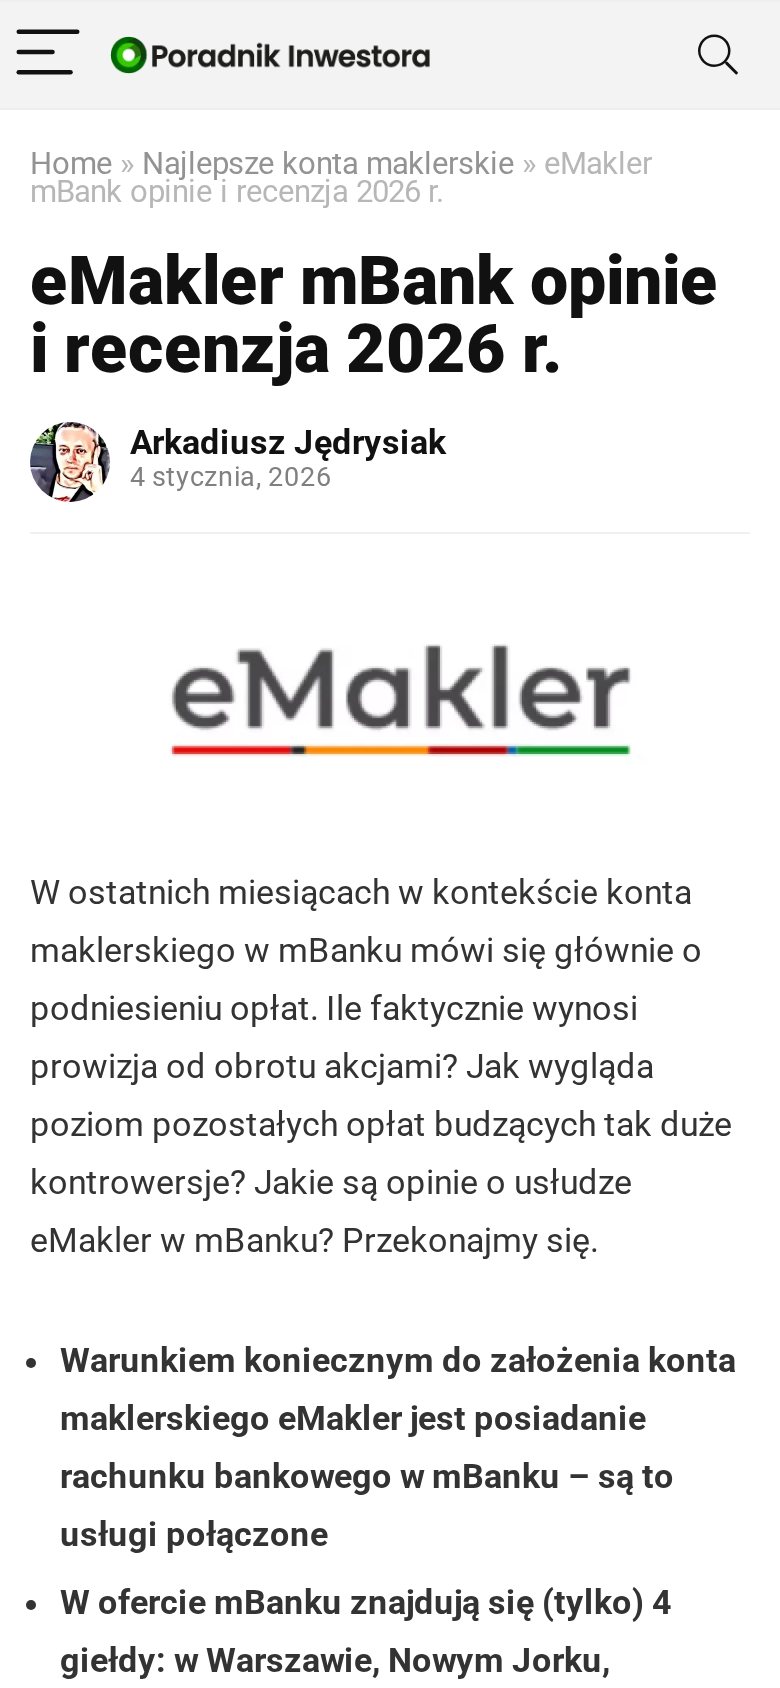 Poradnik Inwestora
Home » Najlepsze konta maklerskie » eMakler
mBank opinie i recenzja 2026 r.
eMakler mBank opinie
i recenzja 2026 r.
Arkadiusz Jędrysiak
4 stycznia, 2026
eMakler
W ostatnich miesiącach w kontekście konta
maklerskiego w mBanku mówi się głównie o
podniesieniu opłat. Ile faktycznie wynosi
prowizja od obrotu akcjami? Jak wygląda
poziom pozostałych opłat budzących tak duże
kontrowersje? Jakie są opinie o usłudze
eMakler w mBanku? Przekonajmy się.
• Warunkiem koniecznym do założenia konta
maklerskiego eMakler jest posiadanie
rachunku bankowego w mBanku – są to
usługi połączone
• W ofercie mBanku znajdują się (tylko) 4
giełdy: w Warszawie, Nowym Jorku,